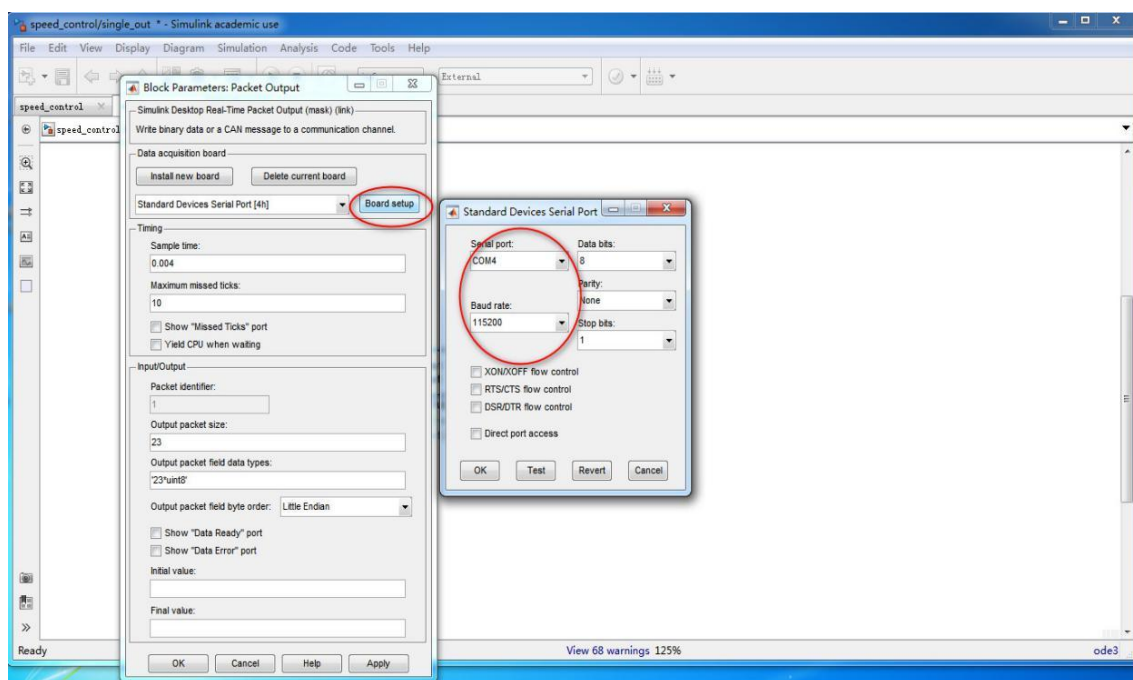 speed_control/single_out * - Simulink academic use
File Edit View Display Diagram Simulation Analysis Code Tools Help
External
speed_control
speed_control
Block Parameters: Packet Output
Simulink Desktop Real-Time Packet Output (mask) (link)
Write binary data or a CAN message to a communication channel.
Data acquisition board
Install new board Delete current board
Standard Devices Serial Port [4h] Board setup
Timing
Sample time:
0.004
Maximum missed ticks:
10
Show "Missed Ticks" port
Yield CPU when waiting
Input/Output
Packet identifier:
1
Output packet size:
23
Output packet field data types:
'23*uint8'
Output packet field byte order: Little Endian
Show "Data Ready" port
Show "Data Error" port
Initial value:
Final value:
OK Cancel Help Apply
Standard Devices Serial Port
Serial port: Data bits:
COM4 8
Parity:
None
Baud rate:
115200
Stop bits:
1
XON/XOFF flow control
RTS/CTS flow control
DSR/DTR flow control
Direct port access
OK Test Revert Cancel
Ready View 68 warnings 125% ode3